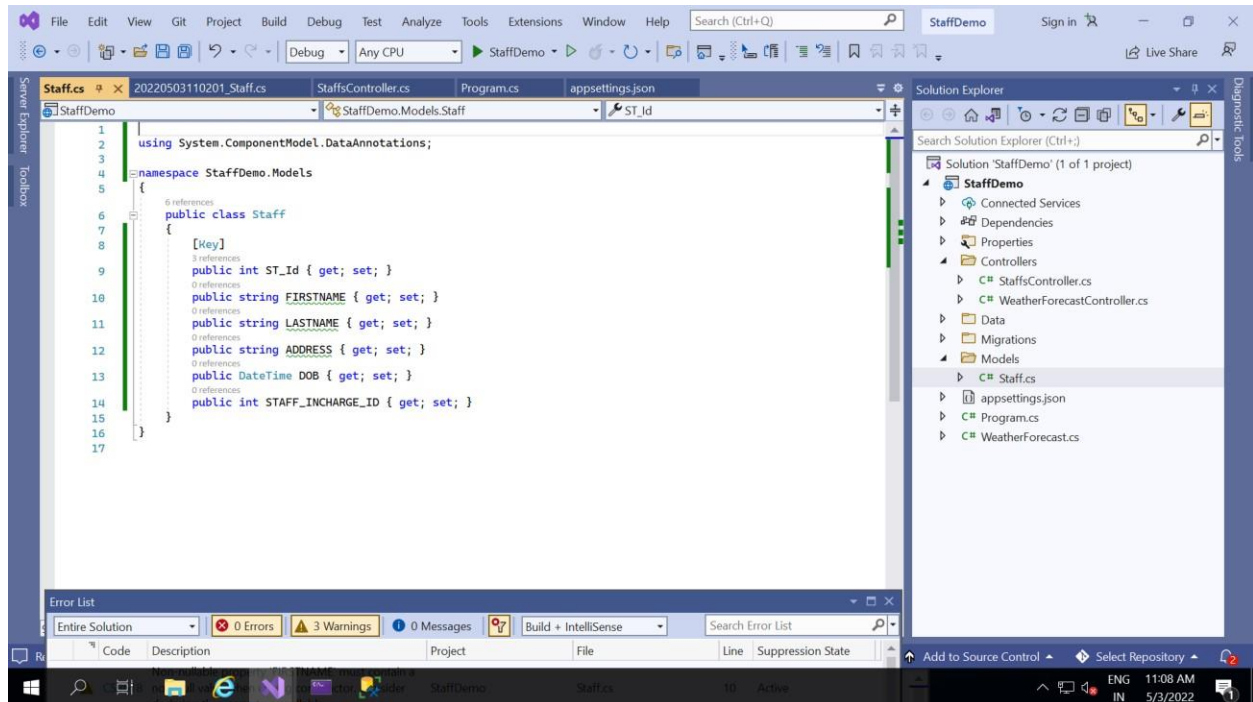 File Edit View Git Project Build Debug Test Analyze Tools Extensions Window Help Search (Ctrl+Q) StaffDemo Sign in
Debug Any CPU StaffDemo Live Share
Server Explorer
Toolbox
Staff.cs 20220503110201_Staff.cs StaffsController.cs Program.cs appsettings.json
StaffDemo StaffDemo.Models.Staff ST_Id
1
2 using System.ComponentModel.DataAnnotations;
3
4 namespace StaffDemo.Models
5 {
6 references
6 public class Staff
7 {
8 [Key]
3 references
9 public int ST_Id { get; set; }
0 references
10 public string FIRSTNAME { get; set; }
0 references
11 public string LASTNAME { get; set; }
0 references
12 public string ADDRESS { get; set; }
0 references
13 public DateTime DOB { get; set; }
0 references
14 public int STAFF_INCHARGE_ID { get; set; }
15 }
16 }
17
Solution Explorer
Search Solution Explorer (Ctrl+;)
Solution 'StaffDemo' (1 of 1 project)
StaffDemo
Connected Services
Dependencies
Properties
Controllers
C# StaffsController.cs
C# WeatherForecastController.cs
Data
Migrations
Models
C# Staff.cs
appsettings.json
C# Program.cs
C# WeatherForecast.cs
Diagnostic Tools
Error List
Entire Solution 0 Errors 3 Warnings 0 Messages Build + IntelliSense Search Error List
Code Description Project File Line Suppression State
Non-nullable property 'FIRSTNAME' must contain a
StaffDemo Staff.cs 10 Active
Add to Source Control Select Repository 2
ENG 11:08 AM
IN 5/3/2022 1